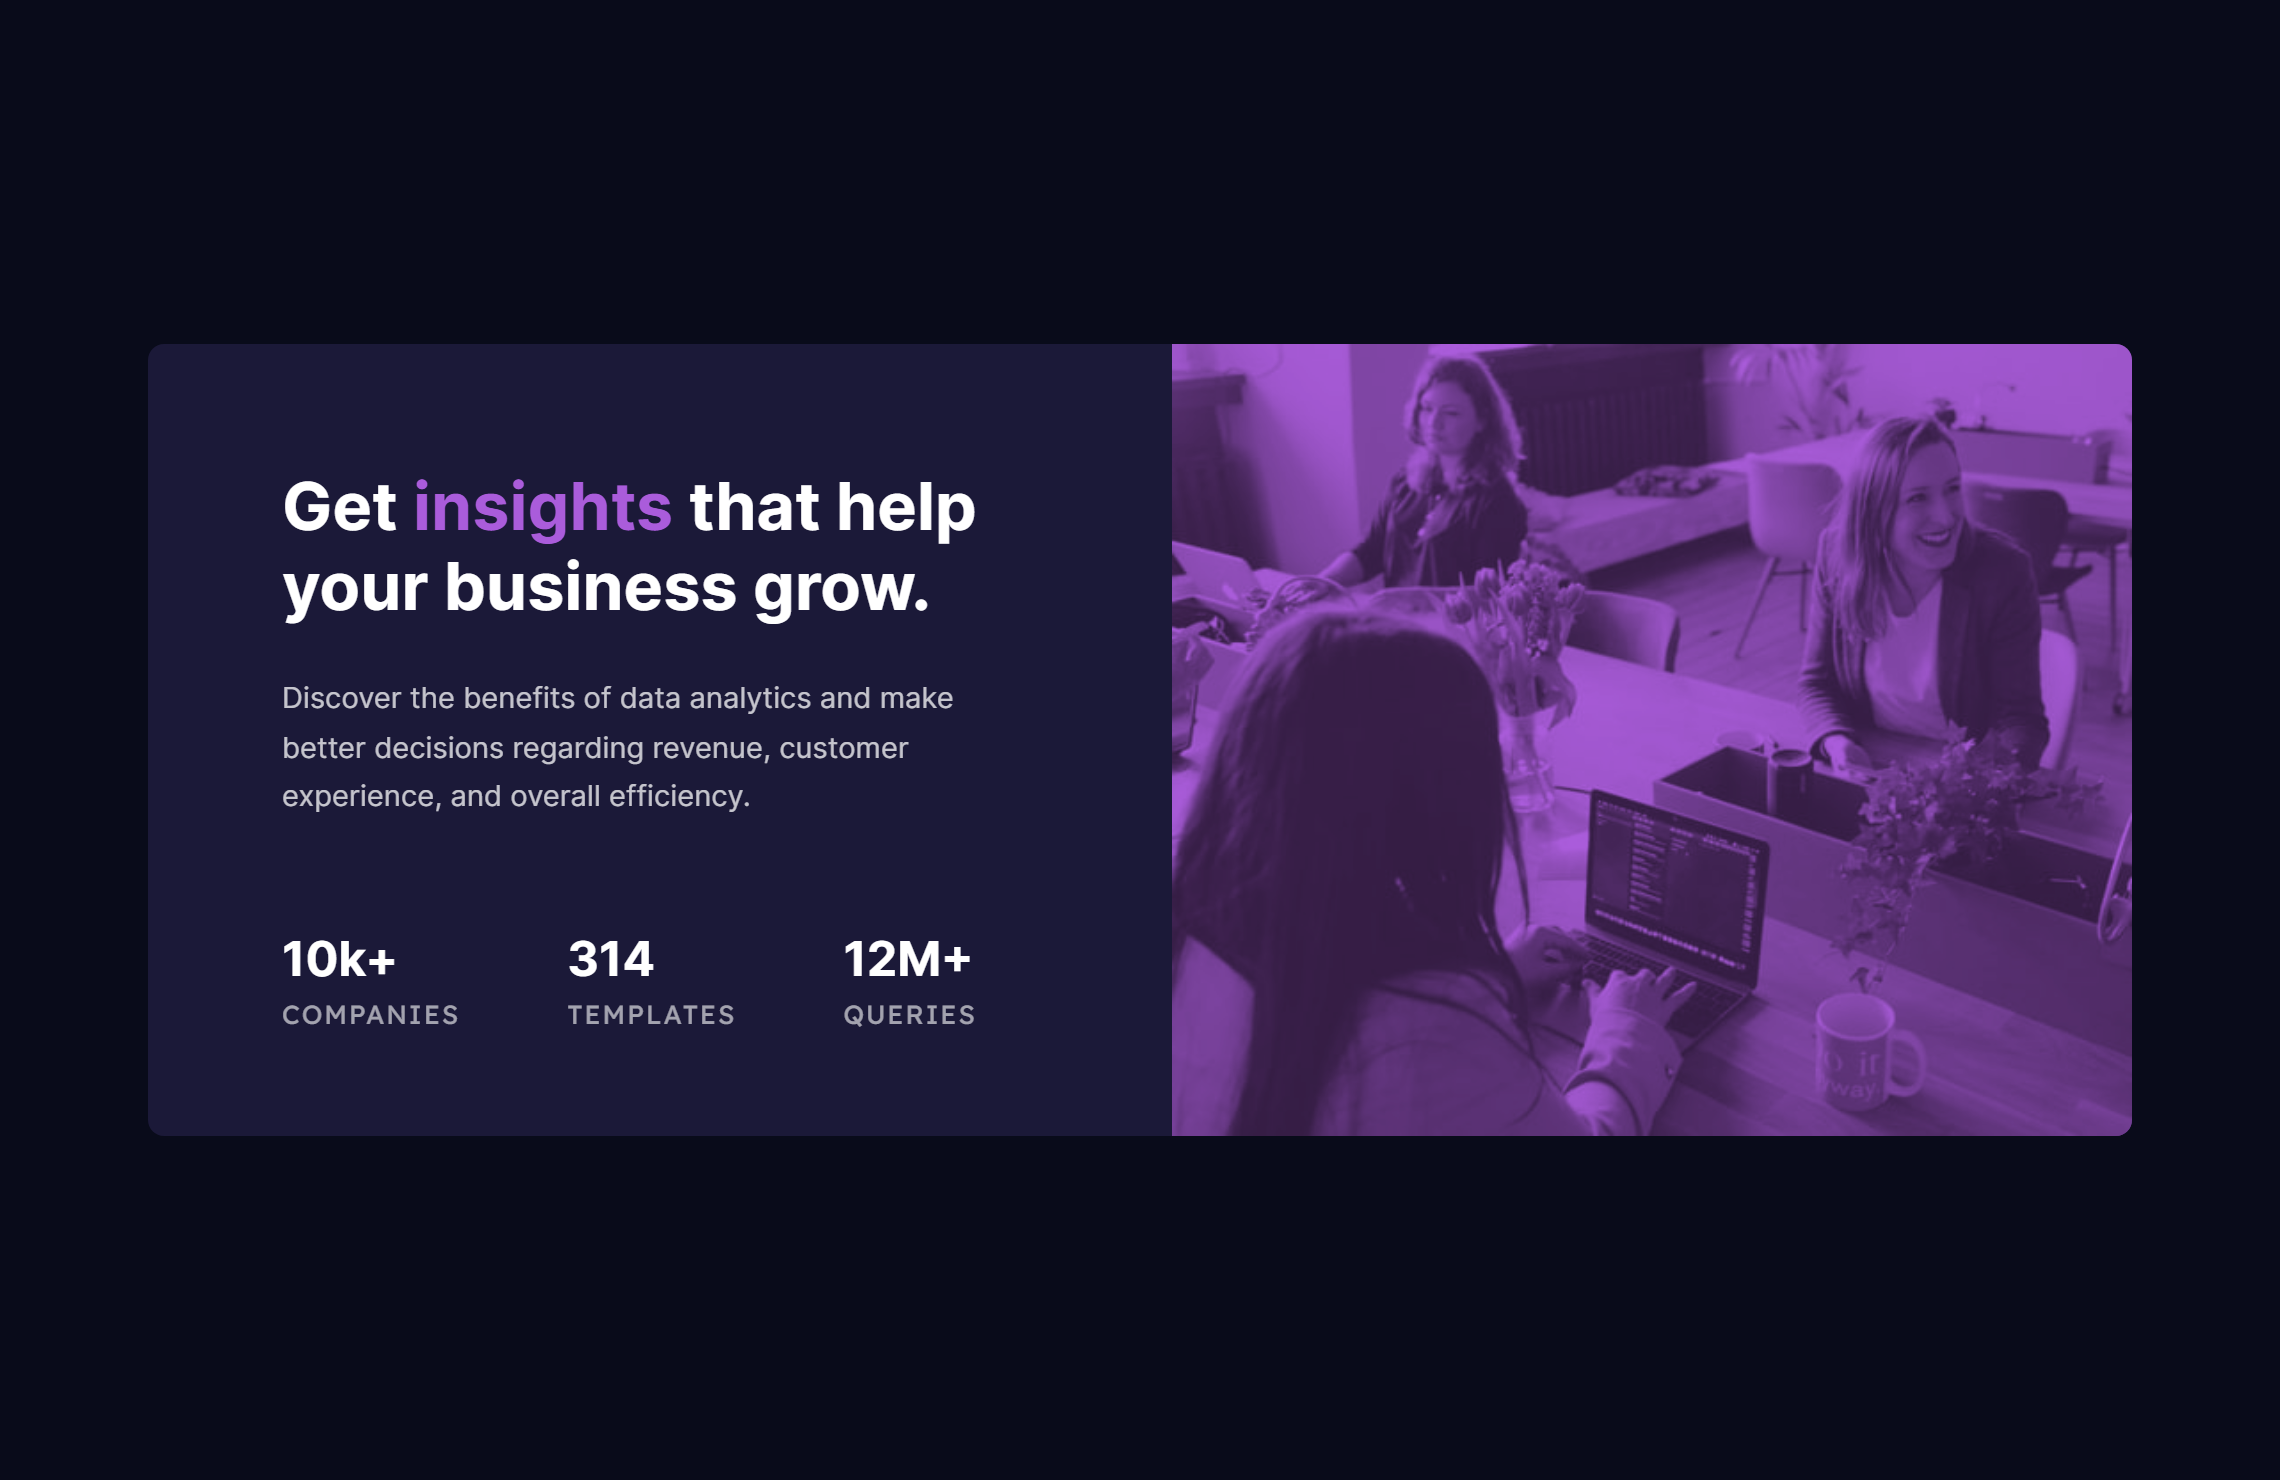 Get insights that help
your business grow.
Discover the benefits of data analytics and make
better decisions regarding revenue, customer
experience, and overall efficiency.
10k+
314
12M+
COMPANIES
TEMPLATES
QUERIES
way